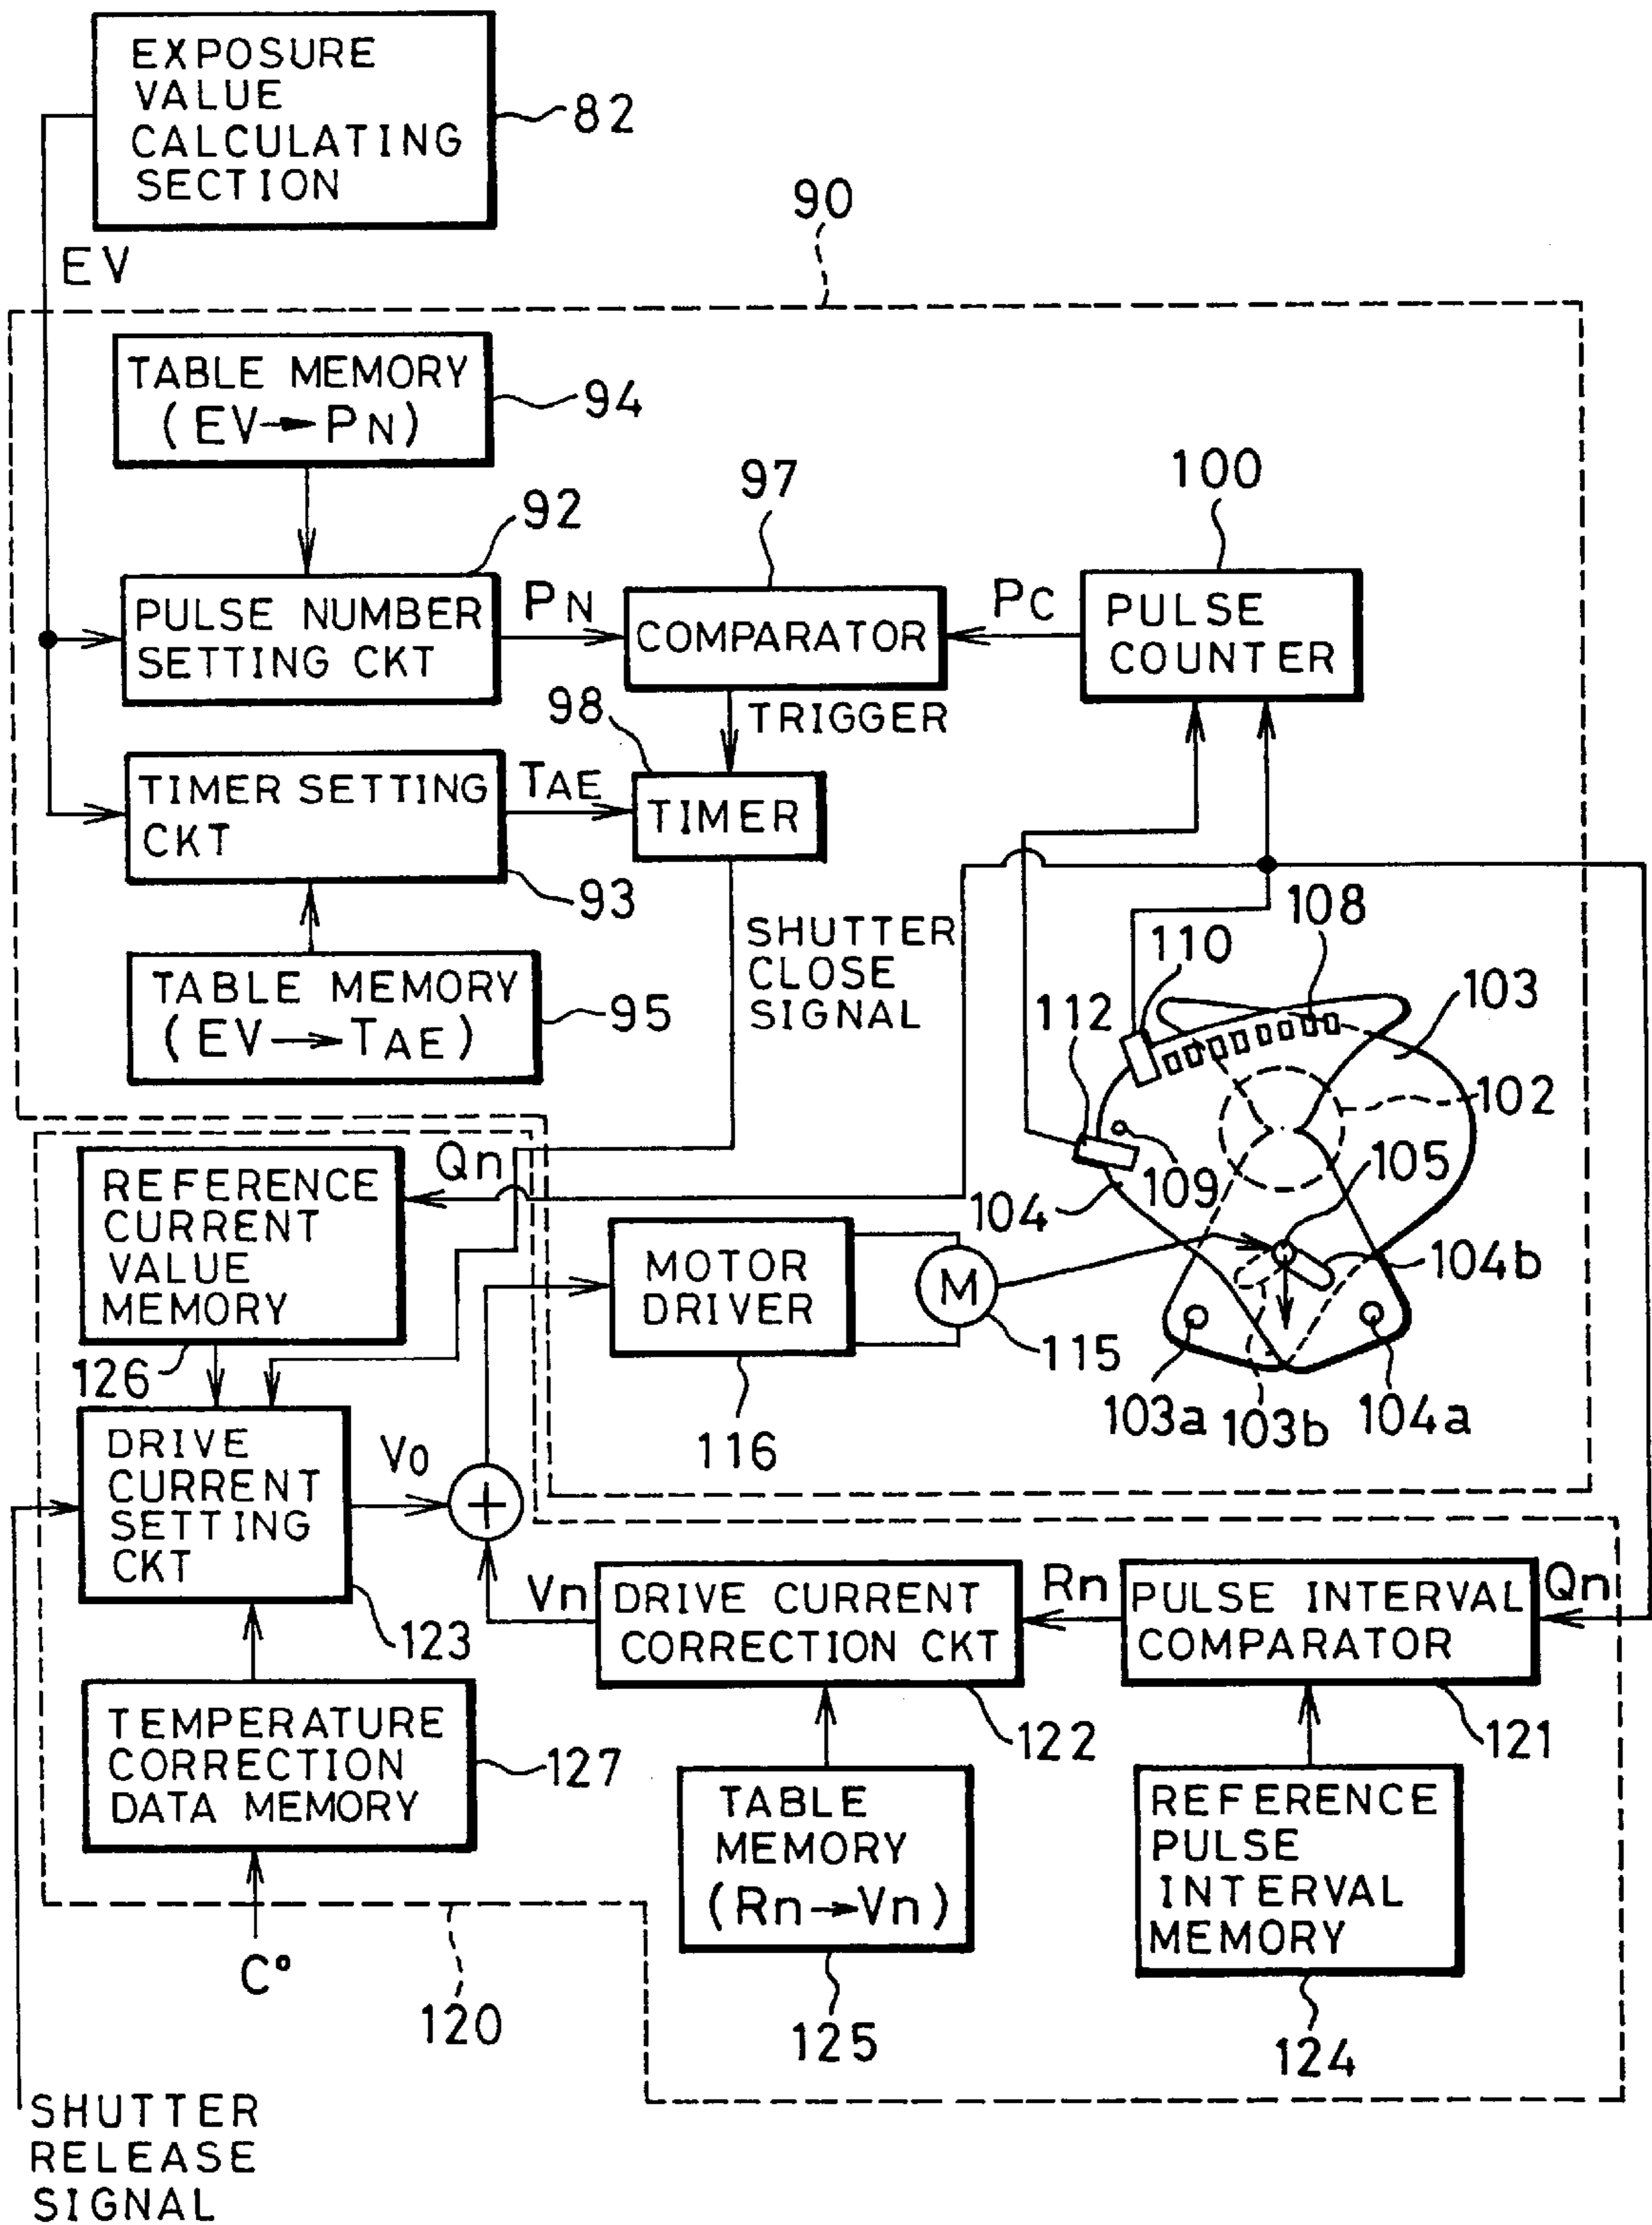 EXPOSURE
VALUE
CALCULATING
SECTION
82
EV
90
TABLE MEMORY
(EV→PN)
94
92
PULSE NUMBER
SETTING CKT
PN
97
COMPARATOR
PC
100
PULSE
COUNTER
TRIGGER
98
TIMER SETTING
CKT
TAE
TIMER
93
TABLE MEMORY
(EV→TAE)
95
SHUTTER
CLOSE
SIGNAL
108
110
112
103
102
109
105
104
104b
103a
103b
104a
REFERENCE
CURRENT
VALUE
MEMORY
Qn
126
MOTOR
DRIVER
M
115
116
DRIVE
CURRENT
SETTING
CKT
V0
+
123
Vn
DRIVE CURRENT
CORRECTION CKT
Rn
PULSE INTERVAL
COMPARATOR
Qn
122
121
TEMPERATURE
CORRECTION
DATA MEMORY
127
C°
TABLE
MEMORY
(Rn→Vn)
125
REFERENCE
PULSE
INTERVAL
MEMORY
124
120
SHUTTER
RELEASE
SIGNAL